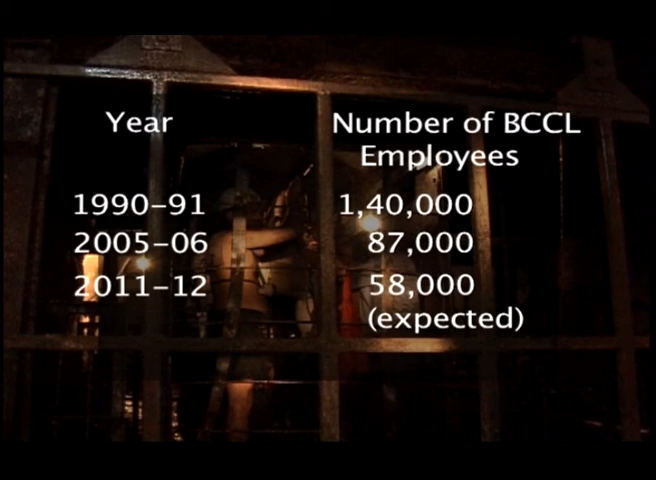 Year Number of BCCL
Employees
1990-91 1,40,000
2005-06 87,000
2011-12 58,000
(expected)